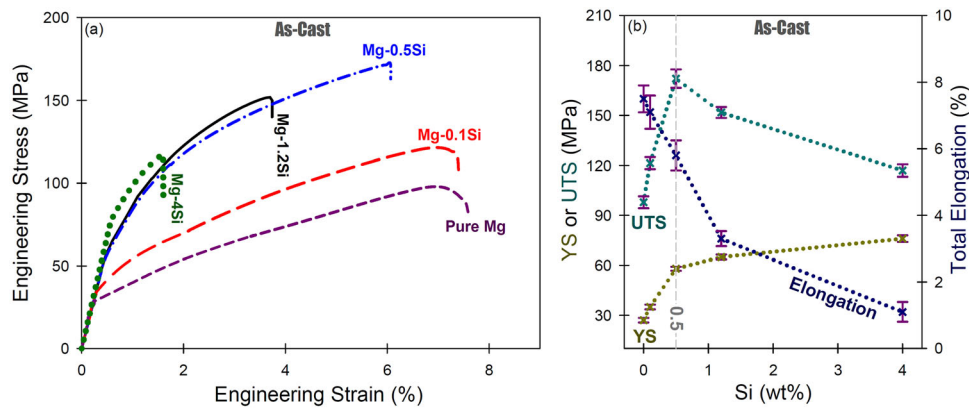 (a)
As-Cast
Engineering Stress (MPa)
200
150
100
50
0
Mg-0.5Si
Mg-1.2Si
Mg-0.1Si
Mg-4Si
Pure Mg
0 2 4 6 8
Engineering Strain (%)
(b)
As-Cast
YS or UTS (MPa)
210
180
150
120
90
60
30
UTS
YS
0.5
Elongation
10
8
6
4
2
0
Total Elongation (%)
0 1 2 3 4
Si (wt%)